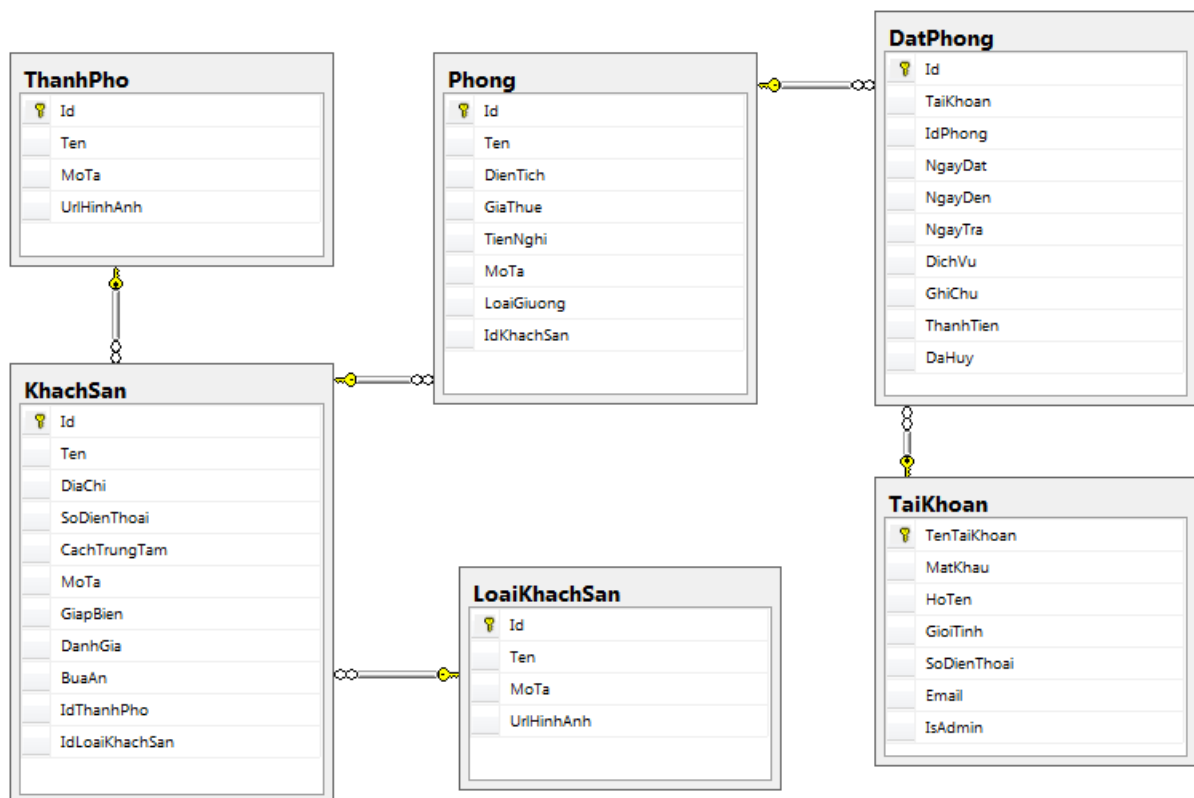 ThanhPho
Id
Ten
MoTa
UrlHinhAnh
Phong
Id
Ten
DienTich
GiaThue
TienNghi
MoTa
LoaiGiuong
IdKhachSan
DatPhong
Id
TaiKhoan
IdPhong
NgayDat
NgayDen
NgayTra
DichVu
GhiChu
ThanhTien
DaHuy
KhachSan
Id
Ten
DiaChi
SoDienThoai
CachTrungTam
MoTa
GiapBien
DanhGia
BuaAn
IdThanhPho
IdLoaiKhachSan
LoaiKhachSan
Id
Ten
MoTa
UrlHinhAnh
TaiKhoan
TenTaiKhoan
MatKhau
HoTen
GioiTinh
SoDienThoai
Email
IsAdmin